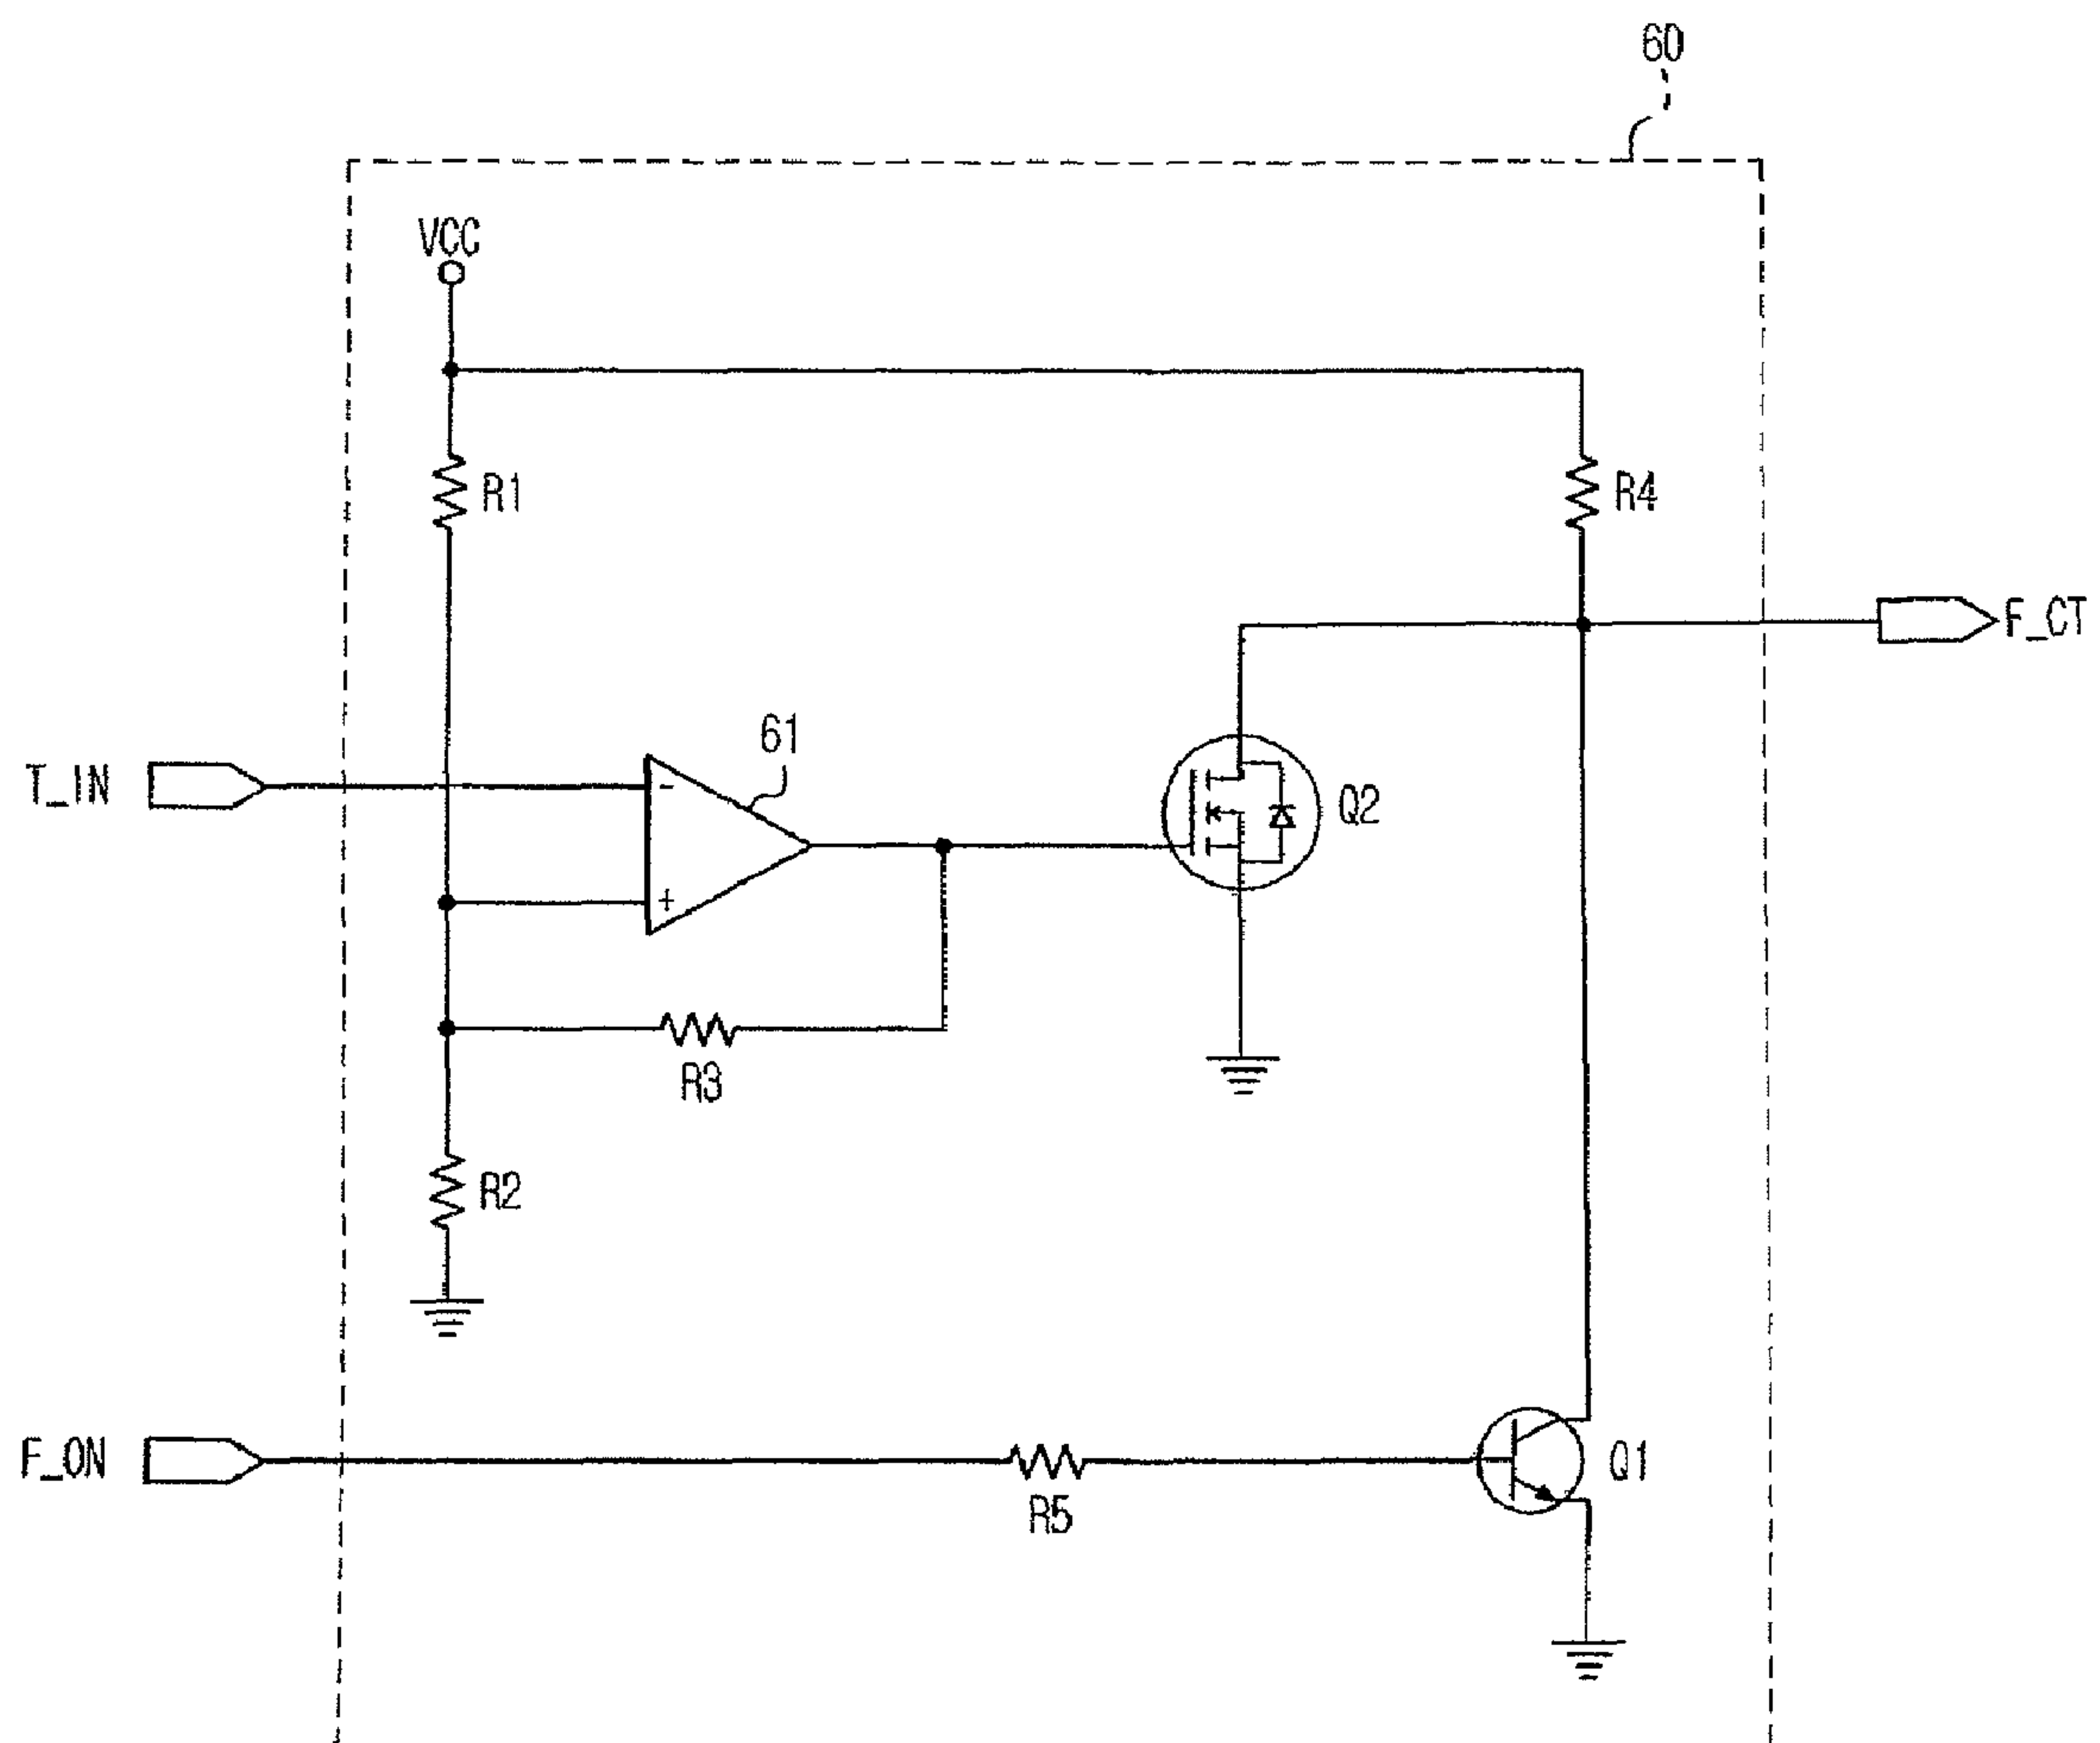 60
VCC
R1
R4
F_CT
61
T_IN
-
Q2
+
R3
R2
F_ON
Q1
R5